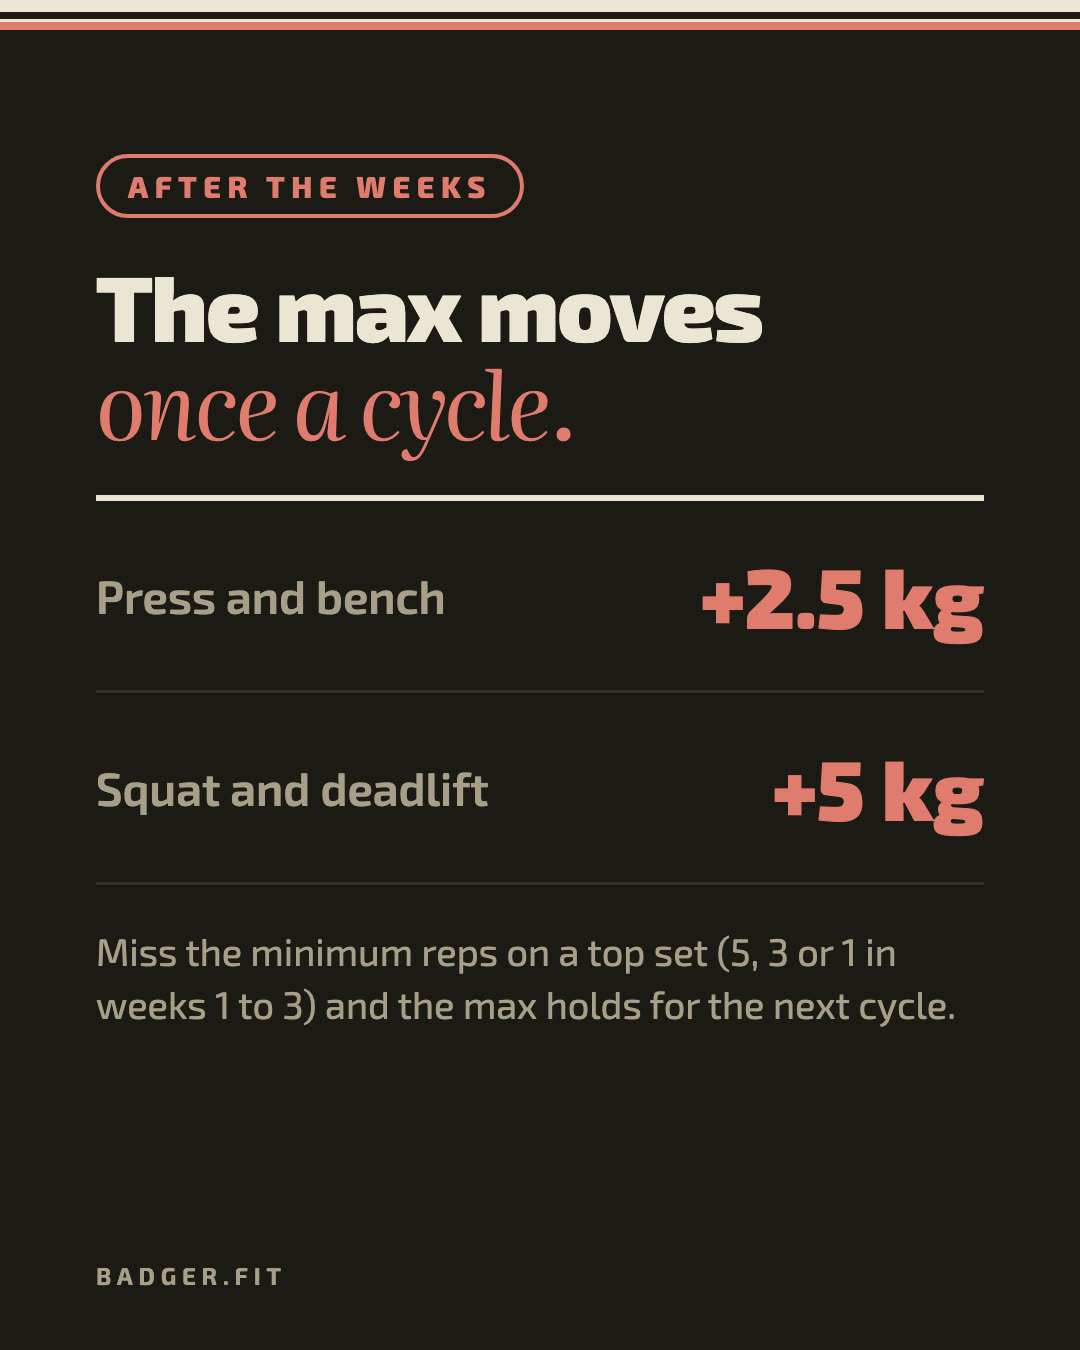 AFTER THE WEEKS
The max moves
once a cycle.
Press and bench
+2.5 kg
Squat and deadlift
+5 kg
Miss the minimum reps on a top set (5, 3 or 1 in
weeks 1 to 3) and the max holds for the next cycle.
BADGER.FIT